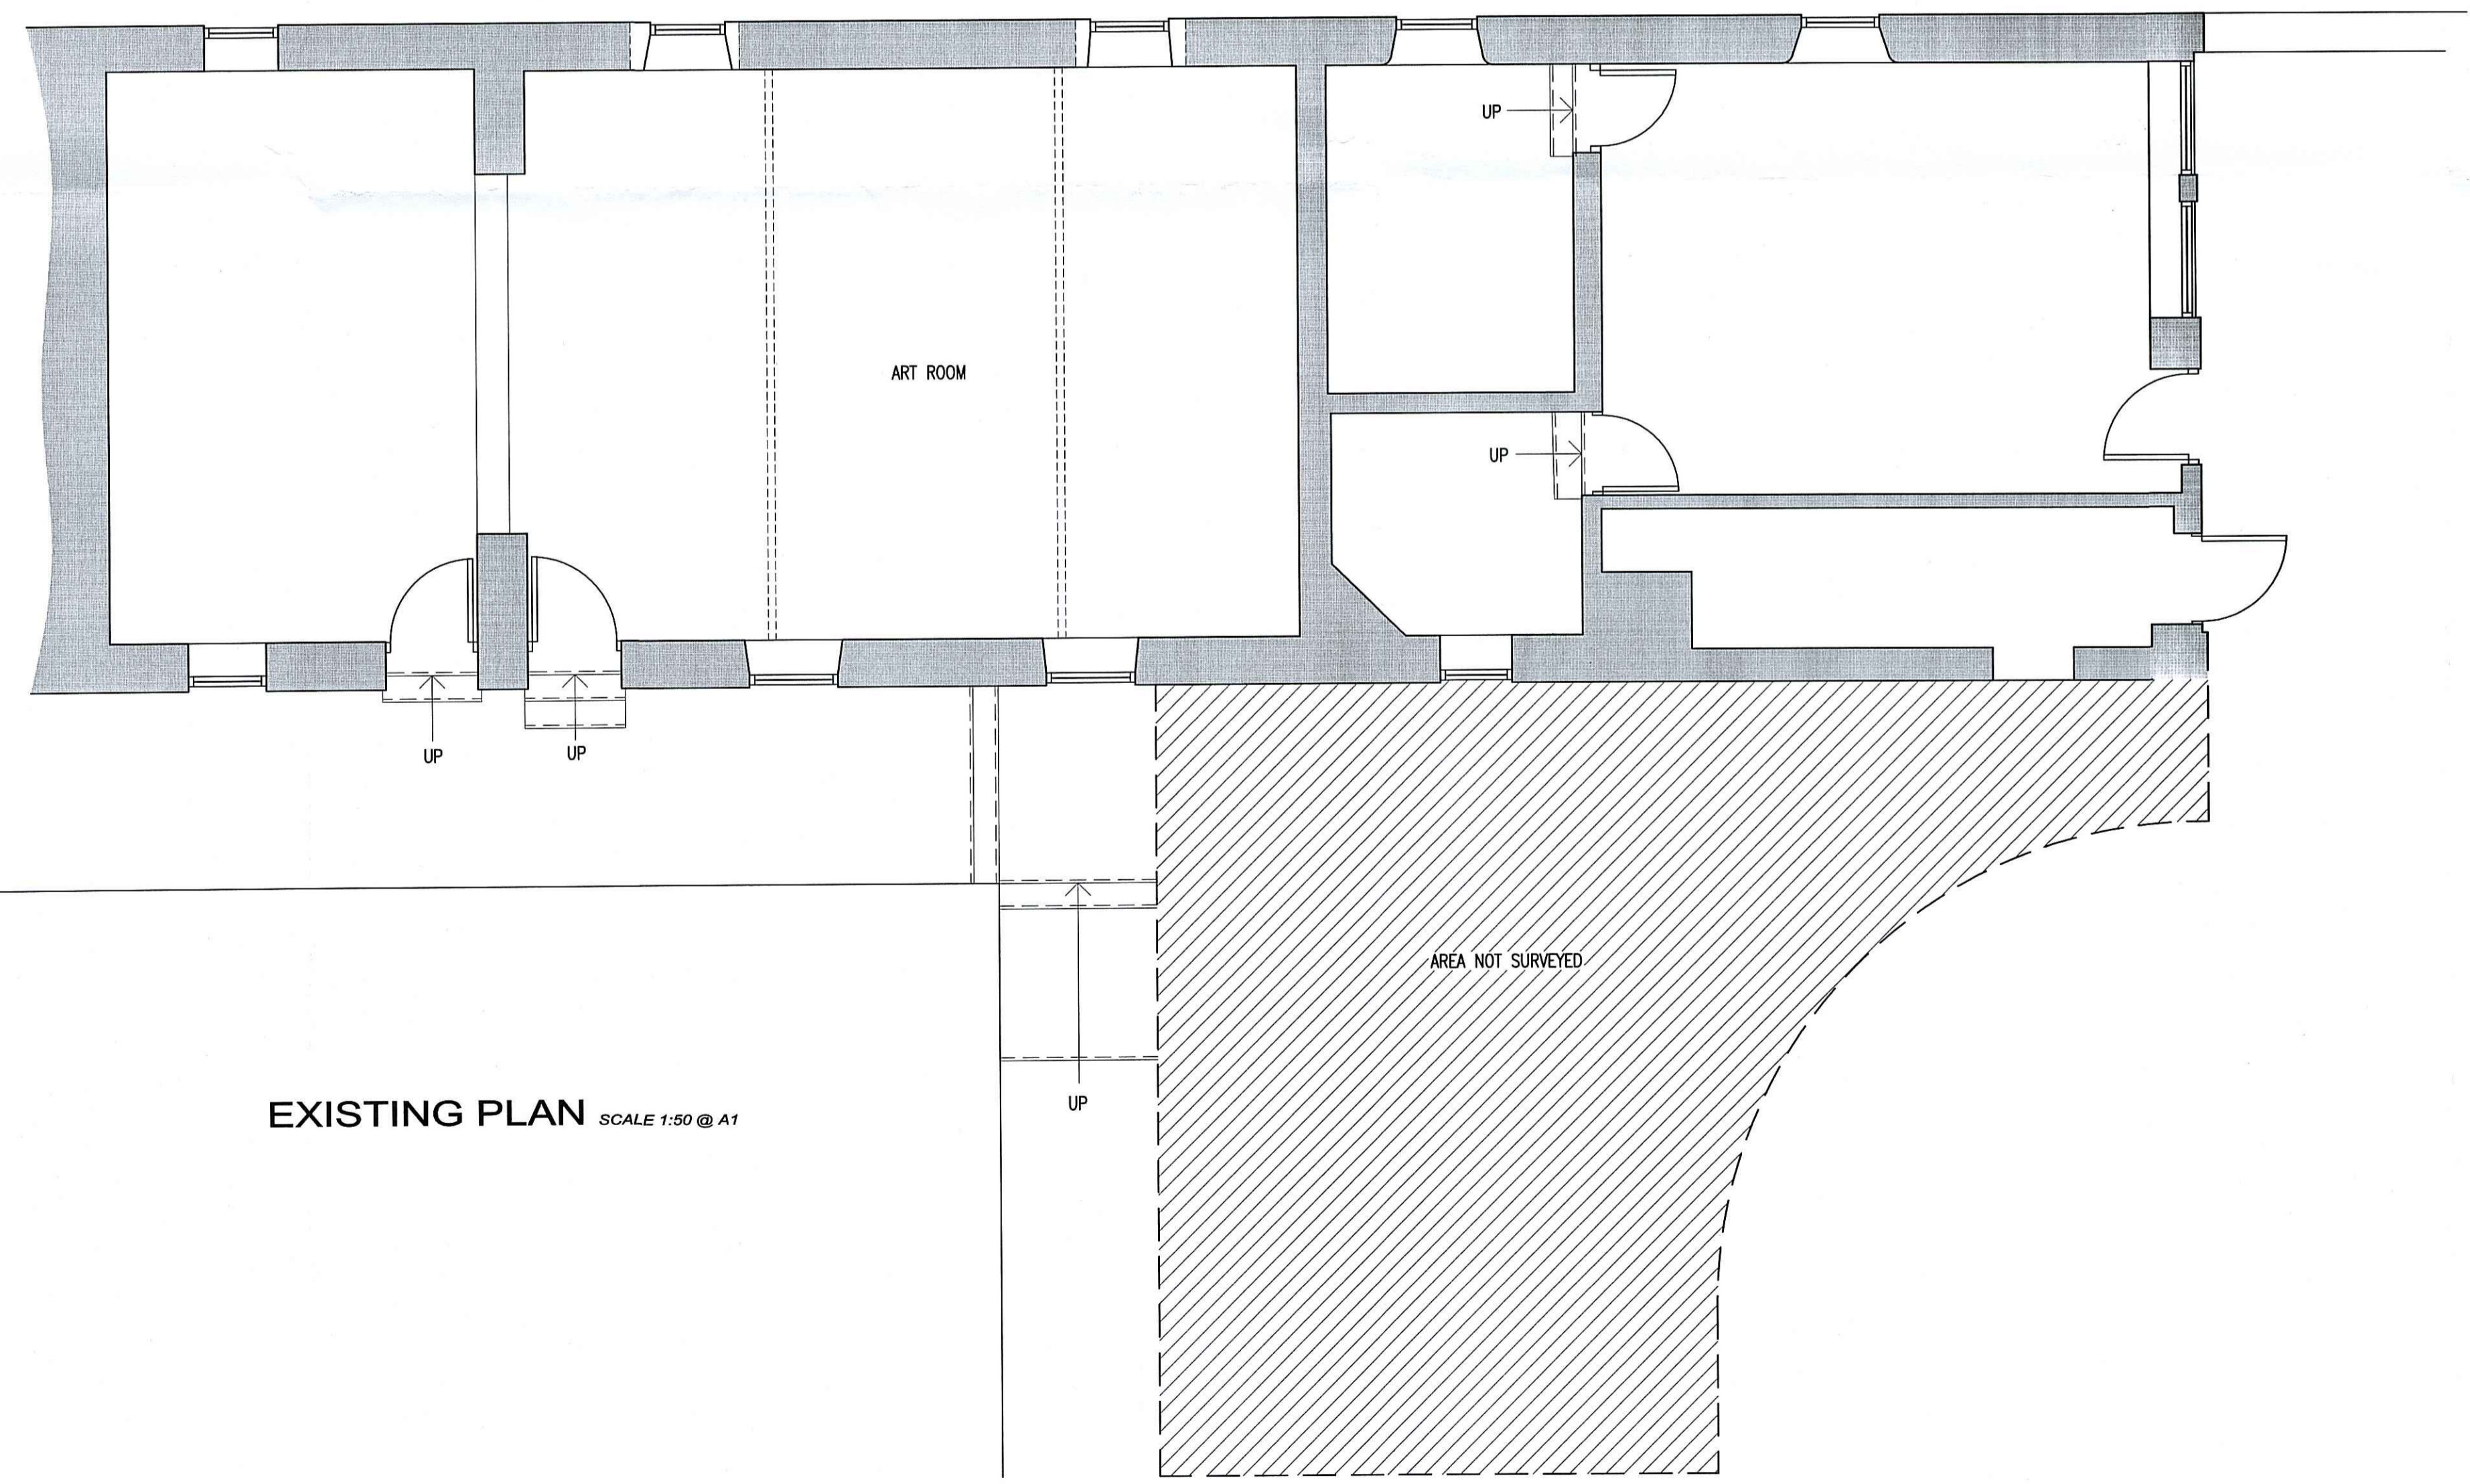 UP
ART ROOM
UP
UP
UP
AREA NOT SURVEYED
UP
EXISTING PLAN SCALE 1:50 @ A1